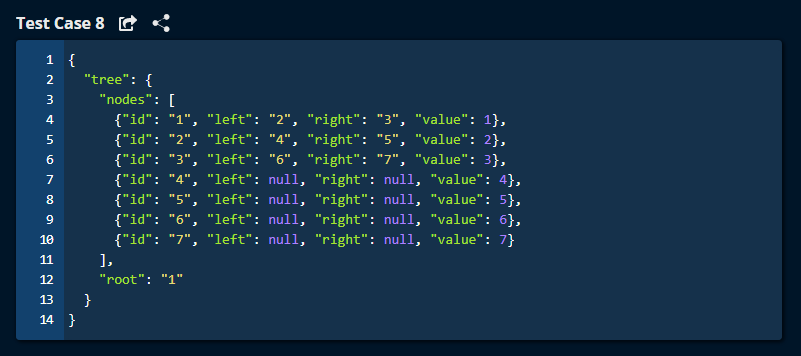 Test Case 8
1 {
2 "tree": {
3 "nodes": [
4 {"id": "1", "left": "2", "right": "3", "value": 1},
5 {"id": "2", "left": "4", "right": "5", "value": 2},
6 {"id": "3", "left": "6", "right": "7", "value": 3},
7 {"id": "4", "left": null, "right": null, "value": 4},
8 {"id": "5", "left": null, "right": null, "value": 5},
9 {"id": "6", "left": null, "right": null, "value": 6},
10 {"id": "7", "left": null, "right": null, "value": 7}
11 ],
12 "root": "1"
13 }
14 }